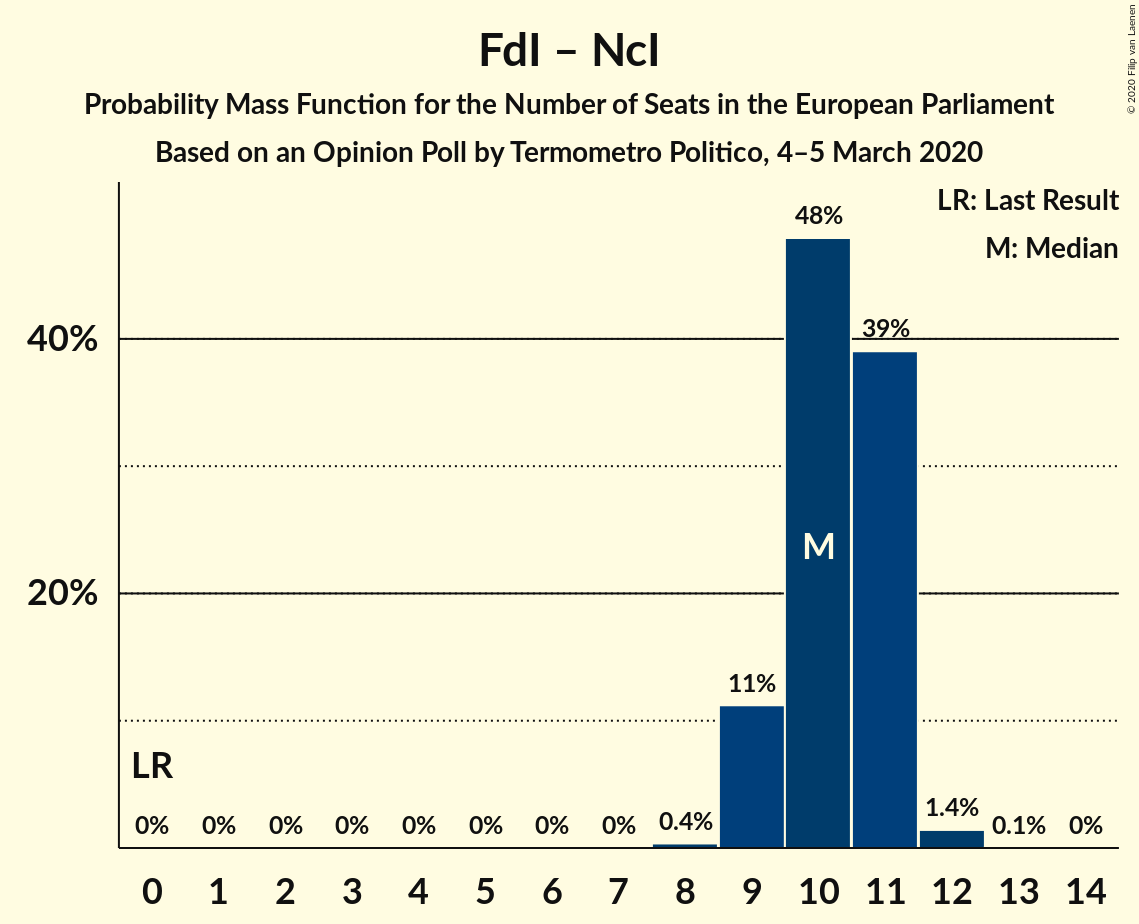 FdI – NcI
Probability Mass Function for the Number of Seats in the European Parliament
Based on an Opinion Poll by Termometro Politico, 4–5 March 2020
© 2020 Filip van Laenen
LR: Last Result
M: Median
48%
39%
40%
M
20%
11%
LR
0% 0% 0% 0% 0% 0% 0% 0% 0.4% 1.4% 0.1% 0%
0 1 2 3 4 5 6 7 8 9 10 11 12 13 14